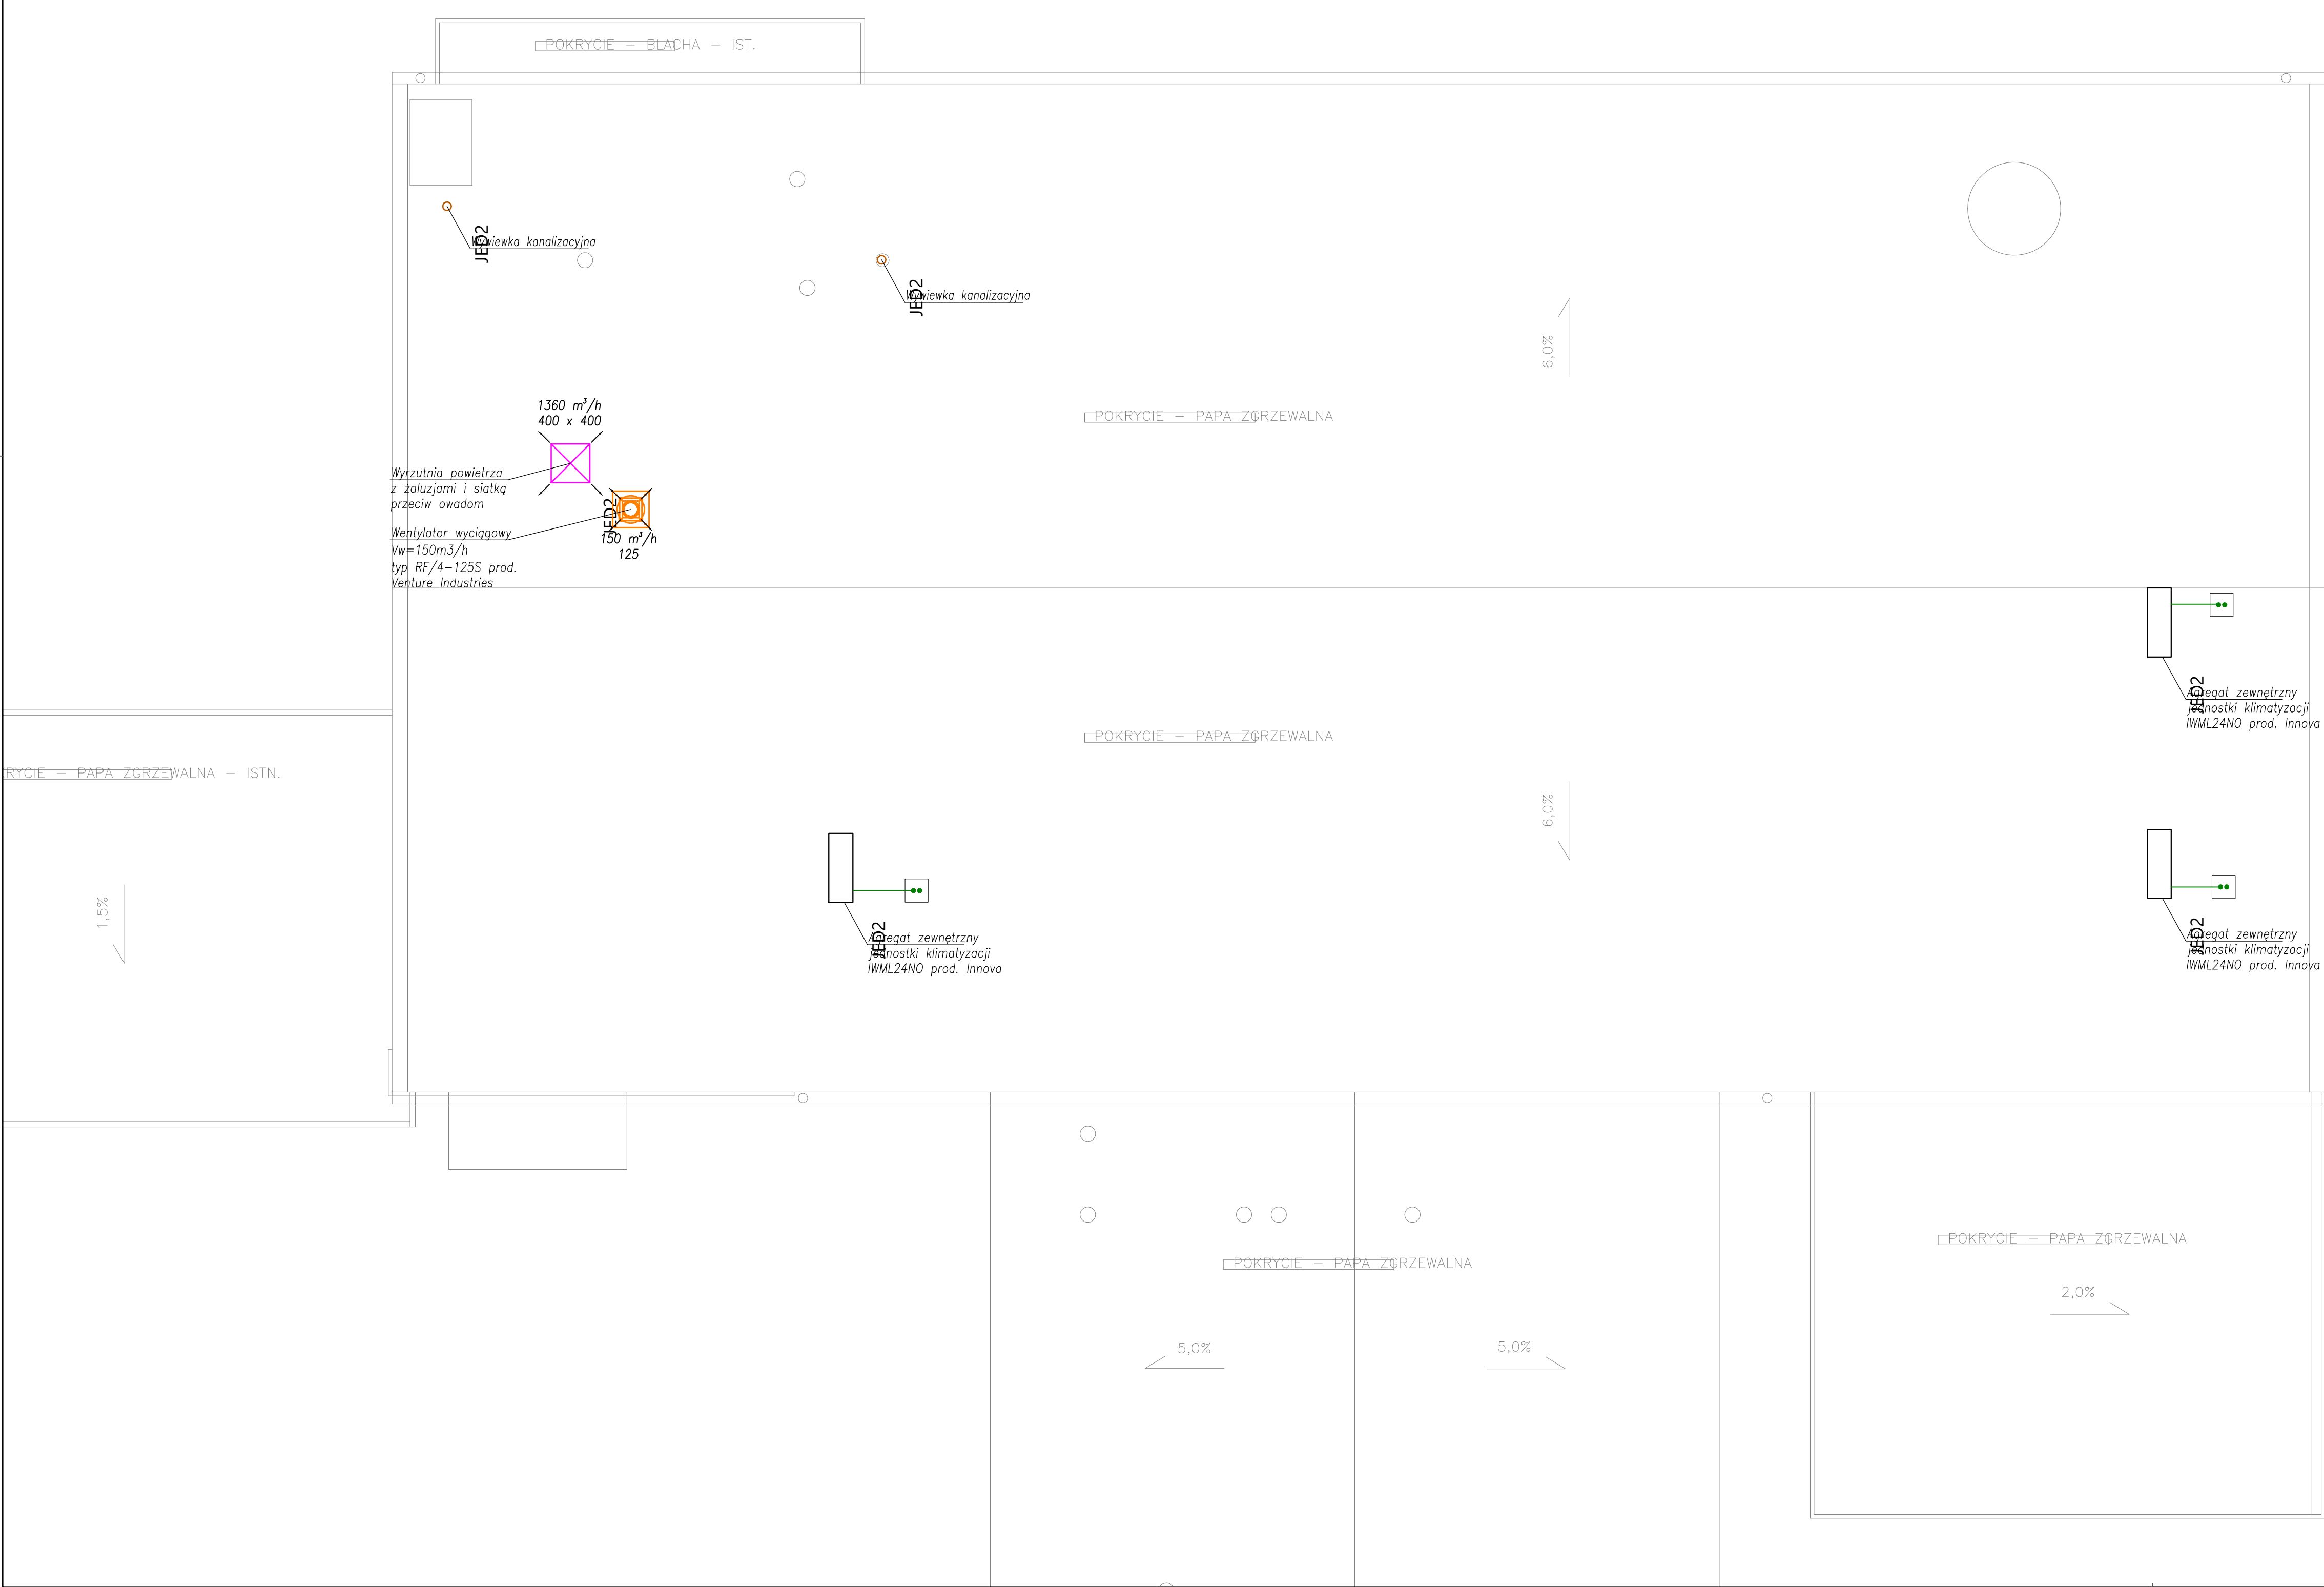 POKRYCIE – BLACHA – IST.
JED2
Wywiewka kanalizacyjna
JED2
Wywiewka kanalizacyjna
6,0%
1360 m³/h
400 x 400
POKRYCIE – PAPA ZGRZEWALNA
Wyrzutnia powietrza
z żaluzjami i siatką
przeciw owadom
JED2
Wentylator wyciągowy
Vw=150m3/h
typ RF/4-125S prod.
Venture Industries
150 m³/h
125
JED2
Agregat zewnętrzny
jednostki klimatyzacji
IWML24NO prod. Innova
POKRYCIE – PAPA ZGRZEWALNA
RYCIE – PAPA ZGRZEWALNA – ISTN.
6,0%
1,5%
JED2
Agregat zewnętrzny
jednostki klimatyzacji
IWML24NO prod. Innova
JED2
Agregat zewnętrzny
jednostki klimatyzacji
IWML24NO prod. Innova
POKRYCIE – PAPA ZGRZEWALNA
POKRYCIE – PAPA ZGRZEWALNA
2,0%
5,0%
5,0%